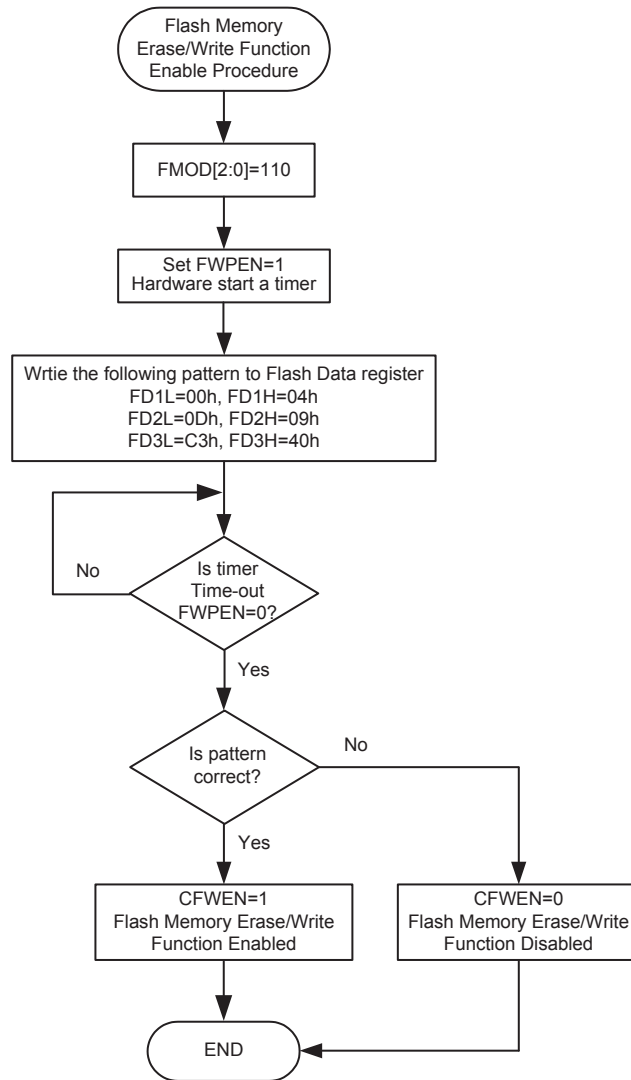 Flash Memory
Erase/Write Function
Enable Procedure
FMOD[2:0]=110
Set FWPEN=1
Hardware start a timer
Wrtie the following pattern to Flash Data register
FD1L=00h, FD1H=04h
FD2L=0Dh, FD2H=09h
FD3L=C3h, FD3H=40h
No
Is timer
Time-out
FWPEN=0?
Yes
Is pattern
correct?
No
Yes
CFWEN=1
Flash Memory Erase/Write
Function Enabled
CFWEN=0
Flash Memory Erase/Write
Function Disabled
END